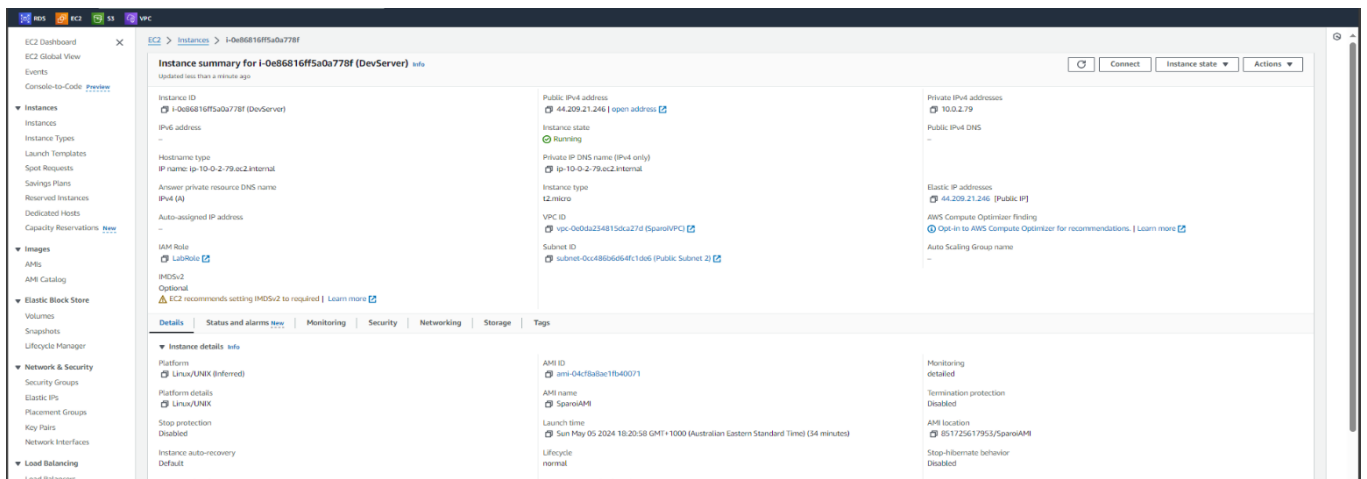 RDS EC2 S3 VPC
EC2 Dashboard
EC2 Global View
Events
Console-to-Code Preview
Instances
Instances
Instance Types
Launch Templates
Spot Requests
Savings Plans
Reserved Instances
Dedicated Hosts
Capacity Reservations New
Images
AMIs
AMI Catalog
Elastic Block Store
Volumes
Snapshots
Lifecycle Manager
Network & Security
Security Groups
Elastic IPs
Placement Groups
Key Pairs
Network Interfaces
Load Balancing
Load Balancers
EC2 > Instances > i-0e86816ff5a0a778f
Instance summary for i-0e86816ff5a0a778f (DevServer) Info
Updated less than a minute ago
Connect Instance state Actions
Instance ID
i-0e86816ff5a0a778f (DevServer)
Public IPv4 address
44.209.21.246 | open address
Private IPv4 addresses
10.0.2.79
IPv6 address
–
Instance state
Running
Public IPv4 DNS
–
Hostname type
IP name: ip-10-0-2-79.ec2.internal
Private IP DNS name (IPv4 only)
ip-10-0-2-79.ec2.internal
Answer private resource DNS name
IPv4 (A)
Instance type
t2.micro
Elastic IP addresses
44.209.21.246 [Public IP]
Auto-assigned IP address
–
VPC ID
vpc-0e0da234815dca27d (SparoiVPC)
AWS Compute Optimizer finding
Opt-in to AWS Compute Optimizer for recommendations. | Learn more
IAM Role
LabRole
Subnet ID
subnet-0cc486b6d64fc1de6 (Public Subnet 2)
Auto Scaling Group name
–
IMDSv2
Optional
EC2 recommends setting IMDSv2 to required | Learn more
Details Status and alarms New Monitoring Security Networking Storage Tags
Instance details Info
Platform
Linux/UNIX (Inferred)
AMI ID
ami-04cf8a8ae1fb40071
Monitoring
detailed
Platform details
Linux/UNIX
AMI name
SparoiAMI
Termination protection
Disabled
Stop protection
Disabled
Launch time
Sun May 05 2024 18:20:58 GMT+1000 (Australian Eastern Standard Time) (34 minutes)
AMI location
851725617953/SparoiAMI
Instance auto-recovery
Default
Lifecycle
normal
Stop-hibernate behavior
Disabled